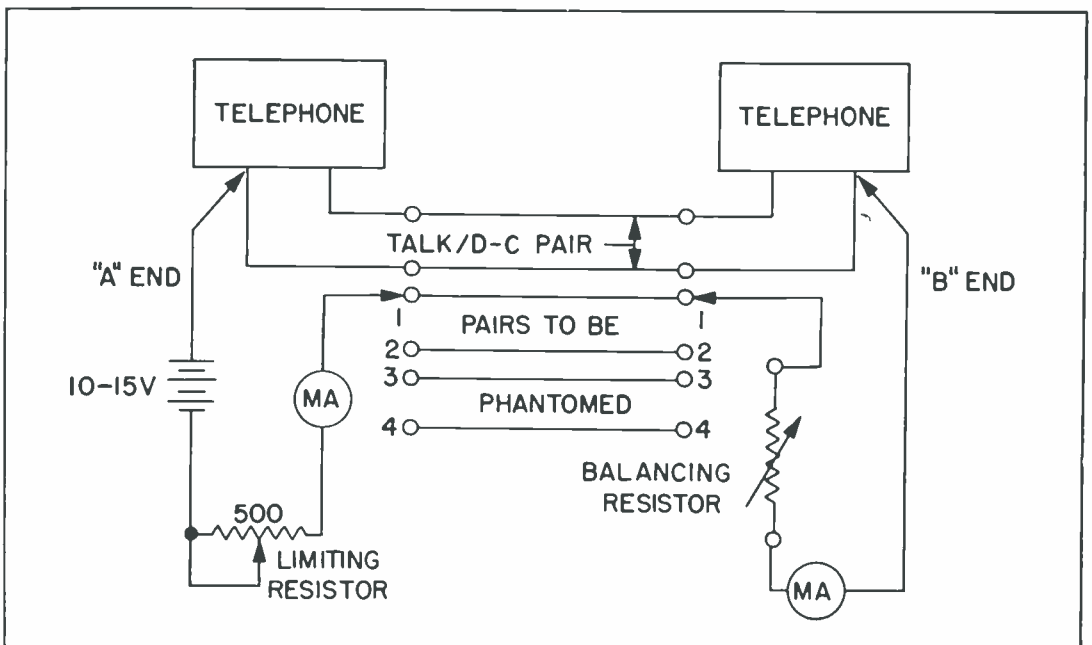 TELEPHONE
TELEPHONE
TALK/D-C PAIR
"A" END
"B" END
1
PAIRS TO BE
1
2
2
10-15V
MA
3
3
PHANTOMED
4
4
BALANCING
RESISTOR
500
LIMITING
RESISTOR
MA